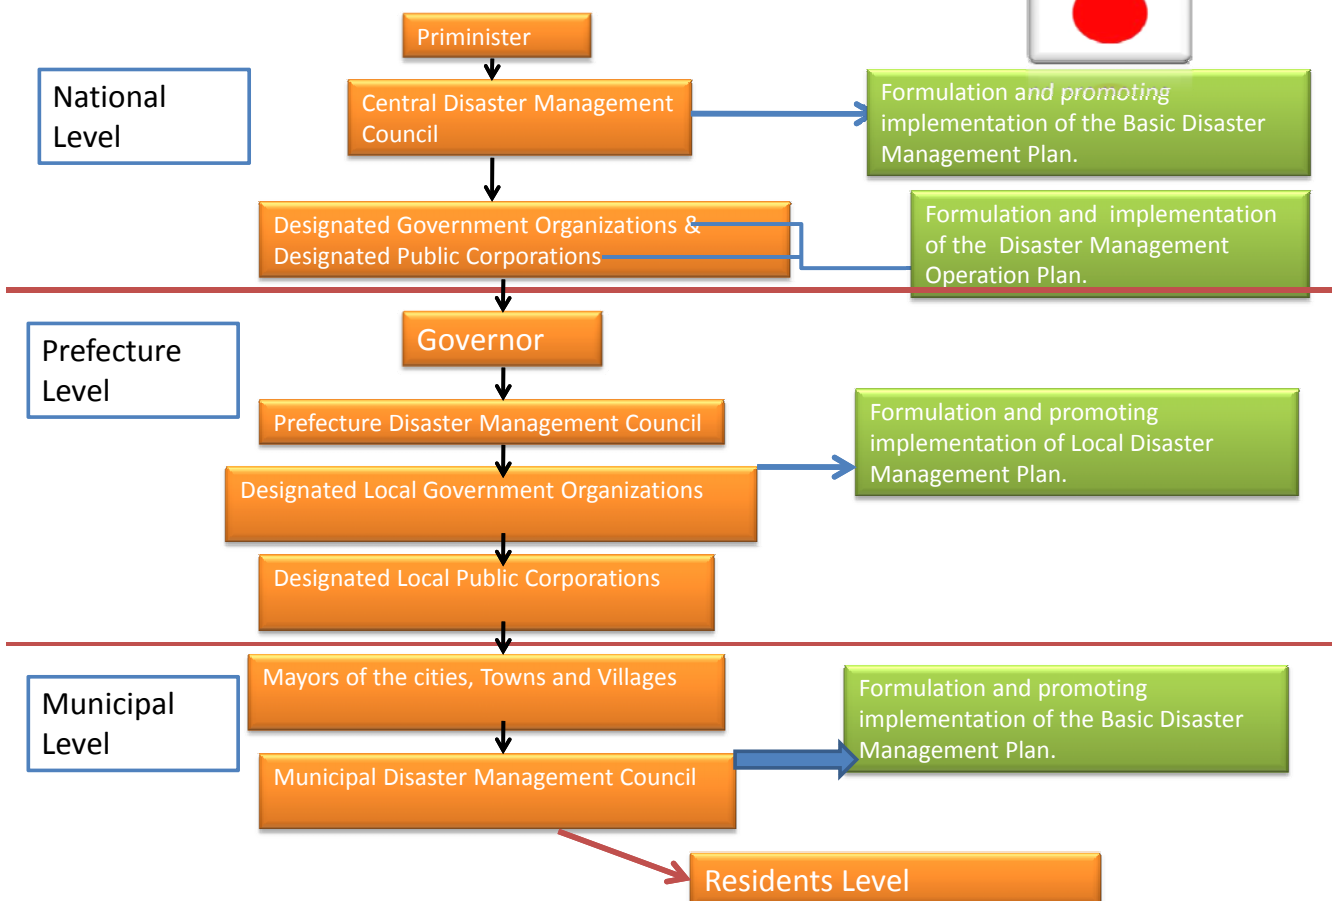 Priminister
National
Level
Central Disaster Management
Council
Formulation and promoting
implementation of the Basic Disaster
Management Plan.
Designated Government Organizations &
Designated Public Corporations
Formulation and implementation
of the Disaster Management
Operation Plan.
Prefecture
Level
Governor
Prefecture Disaster Management Council
Formulation and promoting
implementation of Local Disaster
Management Plan.
Designated Local Government Organizations
Designated Local Public Corporations
Municipal
Level
Mayors of the cities, Towns and Villages
Formulation and promoting
implementation of the Basic Disaster
Management Plan.
Municipal Disaster Management Council
Residents Level